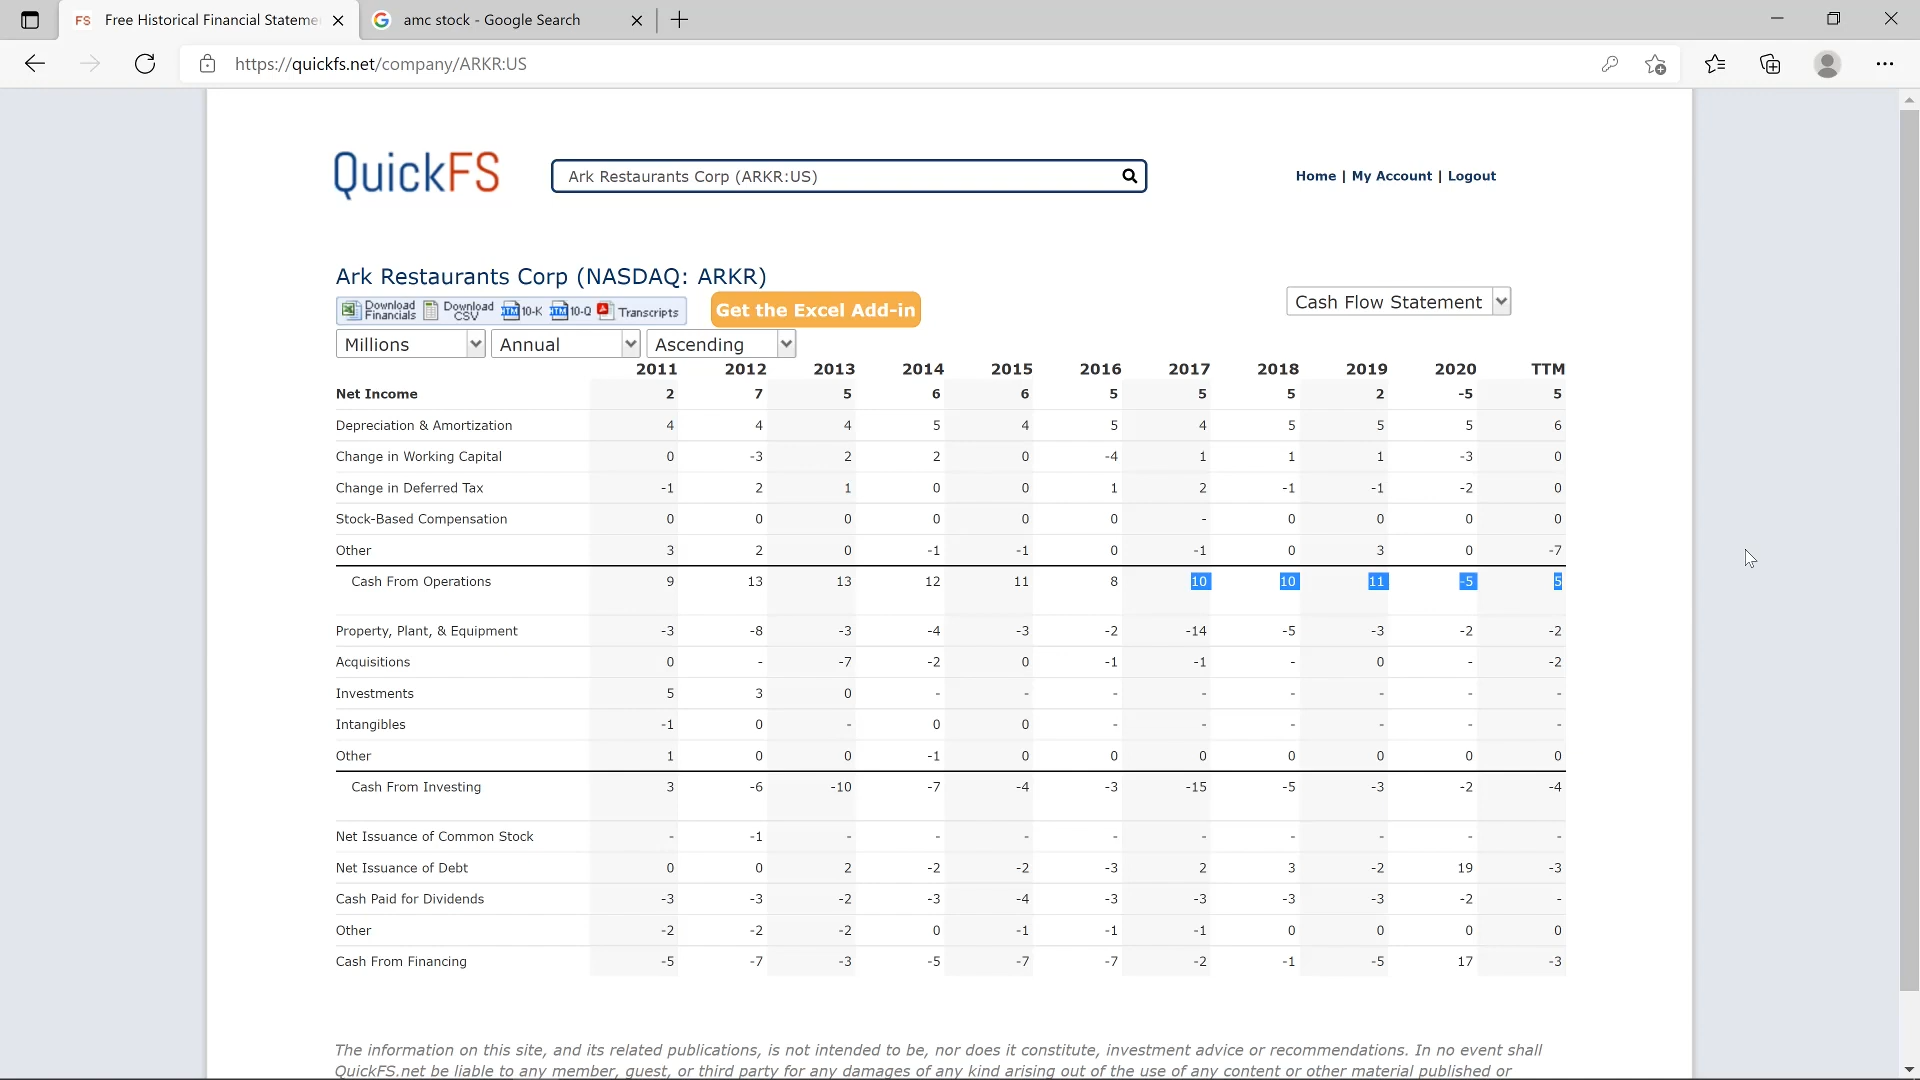 Free Historical Financial Stateme
amc stock - Google Search
https://quickfs.net/company/ARKR:US
QuickFS
Ark Restaurants Corp (ARKR:US)
Home | My Account | Logout
Ark Restaurants Corp (NASDAQ: ARKR)
Download Financials Download CSV 10-K 10-Q Transcripts
Get the Excel Add-in
Cash Flow Statement
Millions Annual Ascending
2011 2012 2013 2014 2015 2016 2017 2018 2019 2020 TTM
Net Income 2 7 5 6 6 5 5 5 2 -5 5
Depreciation & Amortization 4 4 4 5 4 5 4 5 5 5 6
Change in Working Capital 0 -3 2 2 0 -4 1 1 1 -3 0
Change in Deferred Tax -1 2 1 0 0 1 2 -1 -1 -2 0
Stock-Based Compensation 0 0 0 0 0 0 - 0 0 0 0
Other 3 2 0 -1 -1 0 -1 0 3 0 -7
Cash From Operations 9 13 13 12 11 8 10 10 11 -5 5
Property, Plant, & Equipment -3 -8 -3 -4 -3 -2 -14 -5 -3 -2 -2
Acquisitions 0 - -7 -2 0 -1 -1 - 0 - -2
Investments 5 3 0 - - - - - - - -
Intangibles -1 0 - 0 0 - - - - - -
Other 1 0 0 -1 0 0 0 0 0 0 0
Cash From Investing 3 -6 -10 -7 -4 -3 -15 -5 -3 -2 -4
Net Issuance of Common Stock - -1 - - - - - - - - -
Net Issuance of Debt 0 0 2 -2 -2 -3 2 3 -2 19 -3
Cash Paid for Dividends -3 -3 -2 -3 -4 -3 -3 -3 -3 -2 -
Other -2 -2 -2 0 -1 -1 -1 0 0 0 0
Cash From Financing -5 -7 -3 -5 -7 -7 -2 -1 -5 17 -3
The information on this site, and its related publications, is not intended to be, nor does it constitute, investment advice or recommendations. In no event shall
QuickFS.net be liable to any member, guest, or third party for any damages of any kind arising out of the use of any content or other material published or